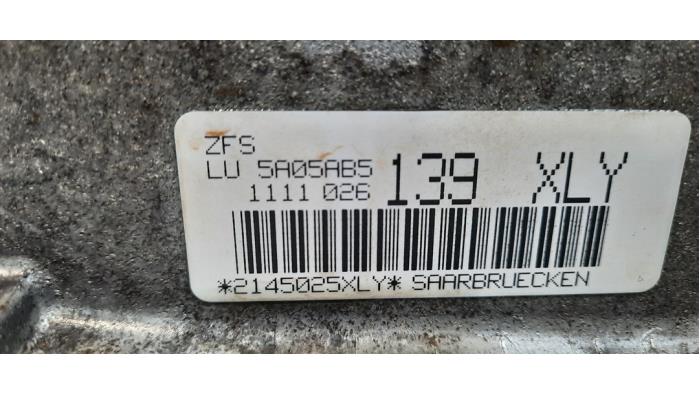 ZFS
LU 5A05AB5 139 XLY
1111 026
*2145025XLY* SAARBRUECKEN